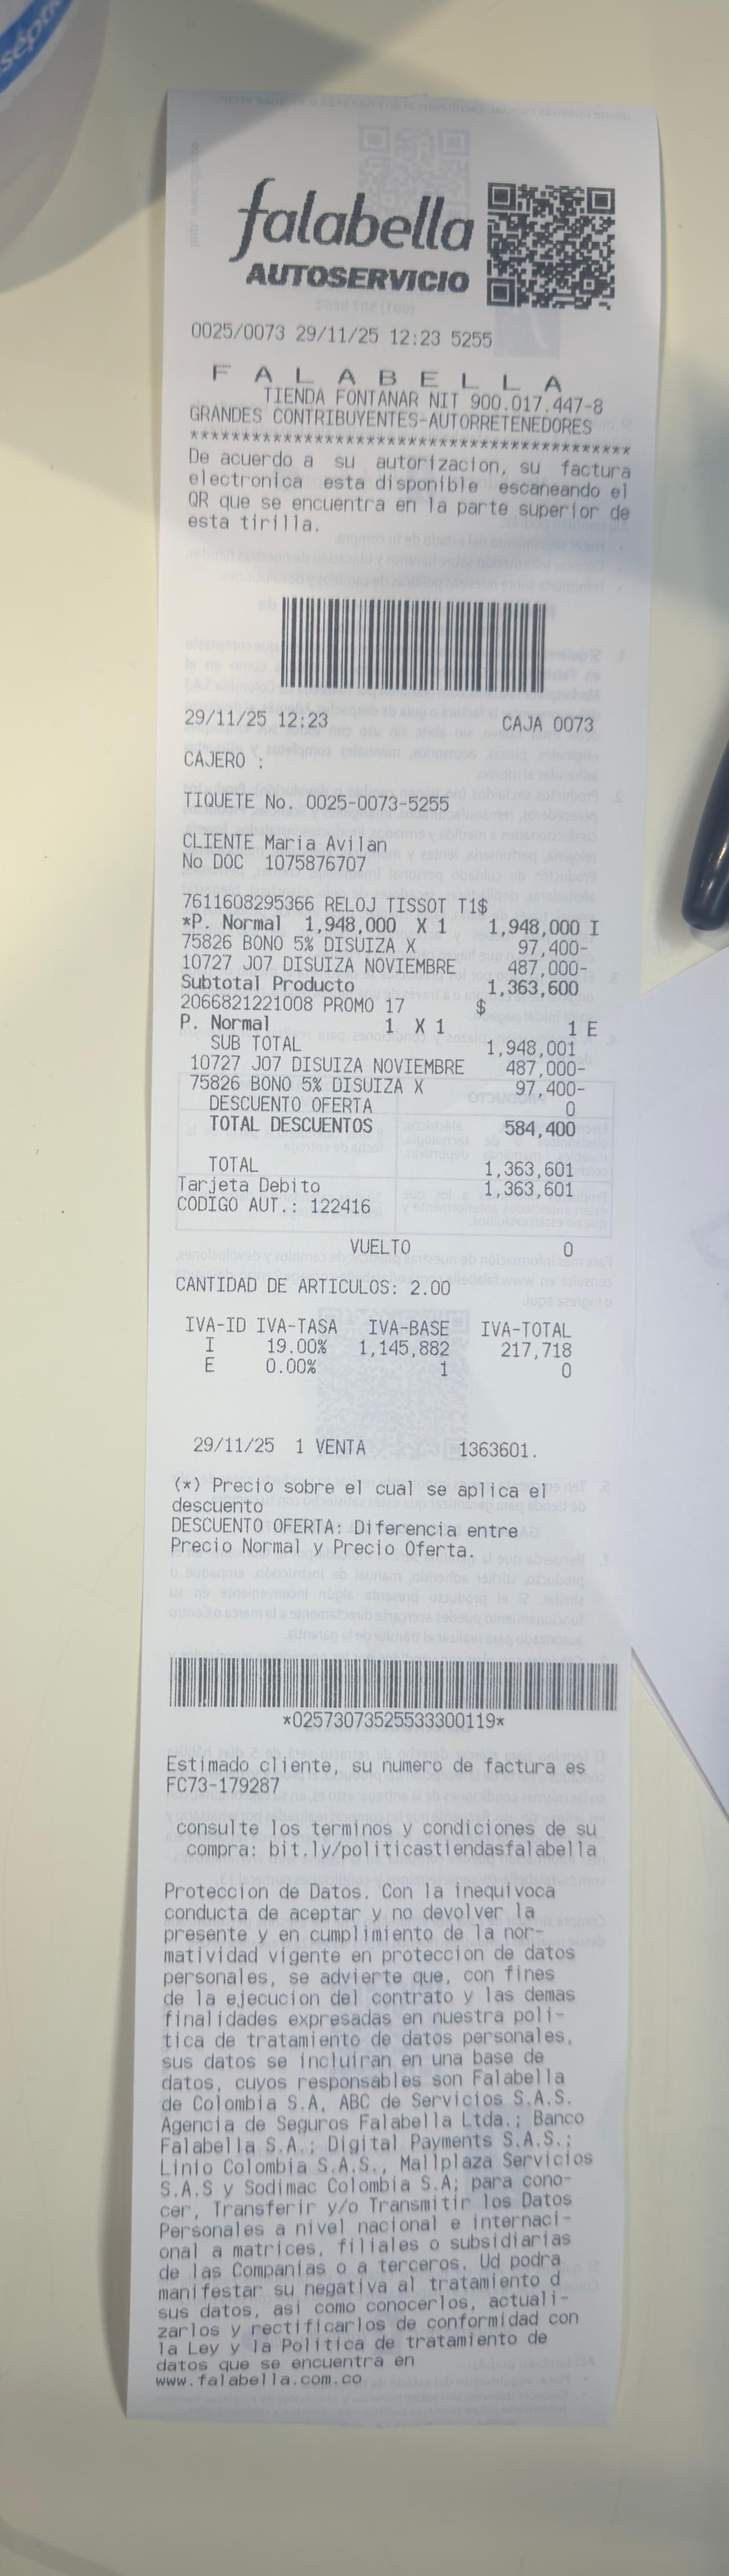 sépti
falabella
AUTOSERVICIO
0025/0073 29/11/25 12:23 5255
F A L A B E L L A
TIENDA FONTANAR NIT 900.017.447-8
GRANDES CONTRIBUYENTES-AUTORRETENEDORES
******************************************
De acuerdo a su autorizacion, su factura
electronica esta disponible escaneando el
QR que se encuentra en la parte superior de
esta tirilla.
29/11/25 12:23 CAJA 0073
CAJERO :
TIQUETE No. 0025-0073-5255
CLIENTE Maria Avilan
No DOC 1075876707
7611608295366 RELOJ TISSOT T1$
*P. Normal 1,948,000 X 1 1,948,000 I
75826 BONO 5% DISUIZA X 97,400-
10727 J07 DISUIZA NOVIEMBRE 487,000-
Subtotal Producto 1,363,600
2066821221008 PROMO 17 $
P. Normal 1 X 1 1 E
SUB TOTAL 1,948,001
10727 J07 DISUIZA NOVIEMBRE 487,000-
75826 BONO 5% DISUIZA X 97,400-
DESCUENTO OFERTA 0
TOTAL DESCUENTOS 584,400
TOTAL 1,363,601
Tarjeta Debito 1,363,601
CODIGO AUT.: 122416
VUELTO 0
CANTIDAD DE ARTICULOS: 2.00
IVA-ID IVA-TASA IVA-BASE IVA-TOTAL
I 19.00% 1,145,882 217,718
E 0.00% 1 0
29/11/25 1 VENTA 1363601.
(*) Precio sobre el cual se aplica el
descuento
DESCUENTO OFERTA: Diferencia entre
Precio Normal y Precio Oferta.
*02573073525533300119*
Estimado cliente, su numero de factura es
FC73-179287
consulte los terminos y condiciones de su
compra: bit.ly/politicastiendasfalabella
Proteccion de Datos. Con la inequivoca
conducta de aceptar y no devolver la
presente y en cumplimiento de la nor-
matividad vigente en proteccion de datos
personales, se advierte que, con fines
de la ejecucion del contrato y las demas
finalidades expresadas en nuestra poli-
tica de tratamiento de datos personales,
sus datos se incluiran en una base de
datos, cuyos responsables son Falabella
de Colombia S.A, ABC de Servicios S.A.S.
Agencia de Seguros Falabella Ltda.; Banco
Falabella S.A.; Digital Payments S.A.S.;
Linio Colombia S.A.S., Mallplaza Servicios
S.A.S y Sodimac Colombia S.A; para cono-
cer, Transferir y/o Transmitir los Datos
Personales a nivel nacional e internaci-
onal a matrices, filiales o subsidiarias
de las Companias o a terceros. Ud podra
manifestar su negativa al tratamiento d
sus datos, asi como conocerlos, actuali-
zarlos y rectificarlos de conformidad con
la Ley y la Politica de tratamiento de
datos que se encuentra en
www.falabella.com.co